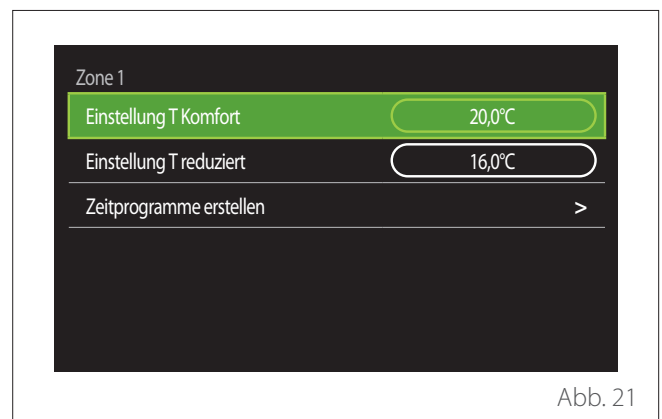 Zone 1
Einstellung T Komfort 20,0°C
Einstellung T reduziert 16,0°C
Zeitprogramme erstellen >
Abb. 21